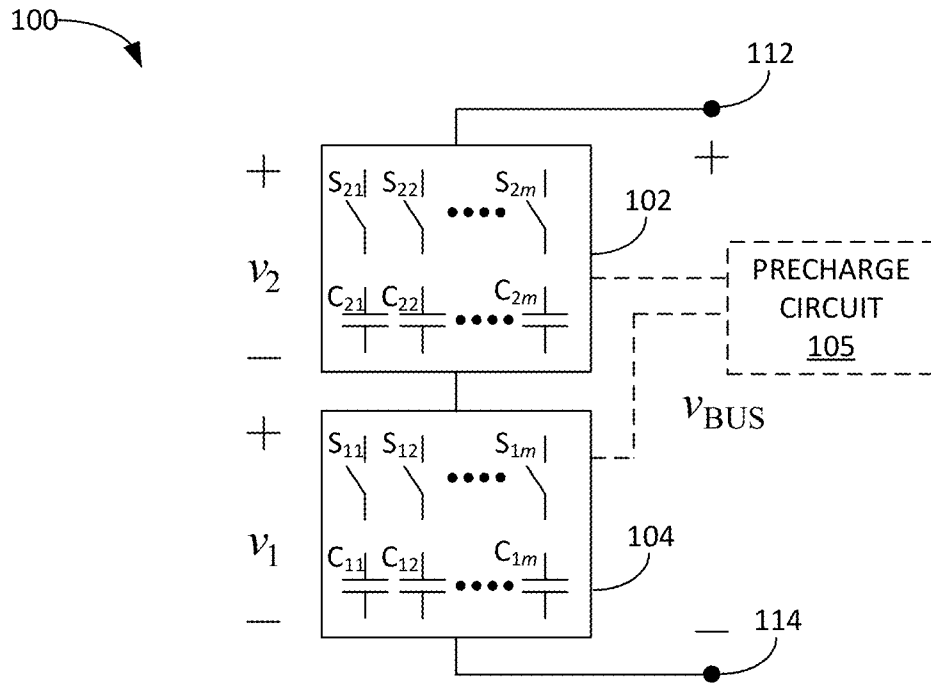 100
112
+ +
S21 S22 S2m
102
v2
PRECHARGE
CIRCUIT
105
C21 C22 C2m
−
vBUS
+
S11 S12 S1m
v1
104
C11 C12 C1m
− −
114